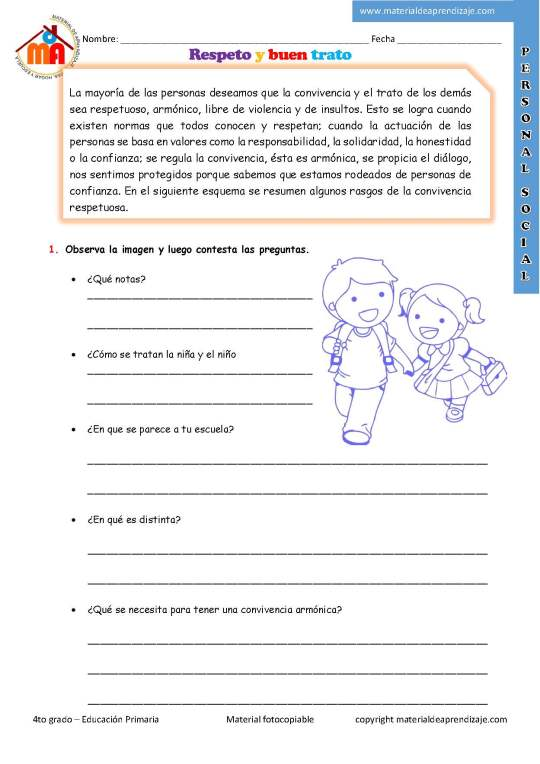 www.materialdeaprendizaje.com
MATERIAL DE APRENDIZAJE
mdA
Nombre: Fecha
Respeto y buen trato
PERSONAL SOCIAL
La mayoría de las personas deseamos que la convivencia y el trato de los demás
sea respetuoso, armónico, libre de violencia y de insultos. Esto se logra cuando
existen normas que todos conocen y respetan; cuando la actuación de las
personas se basa en valores como la responsabilidad, la solidaridad, la honestidad
o la confianza; se regula la convivencia, ésta es armónica, se propicia el diálogo,
nos sentimos protegidos porque sabemos que estamos rodeados de personas de
confianza. En el siguiente esquema se resumen algunos rasgos de la convivencia
respetuosa.
1. Observa la imagen y luego contesta las preguntas.
• ¿Qué notas?
• ¿Cómo se tratan la niña y el niño
• ¿En que se parece a tu escuela?
• ¿En qué es distinta?
• ¿Qué se necesita para tener una convivencia armónica?
4to grado – Educación Primaria Material fotocopiable copyright materialdeaprendizaje.com